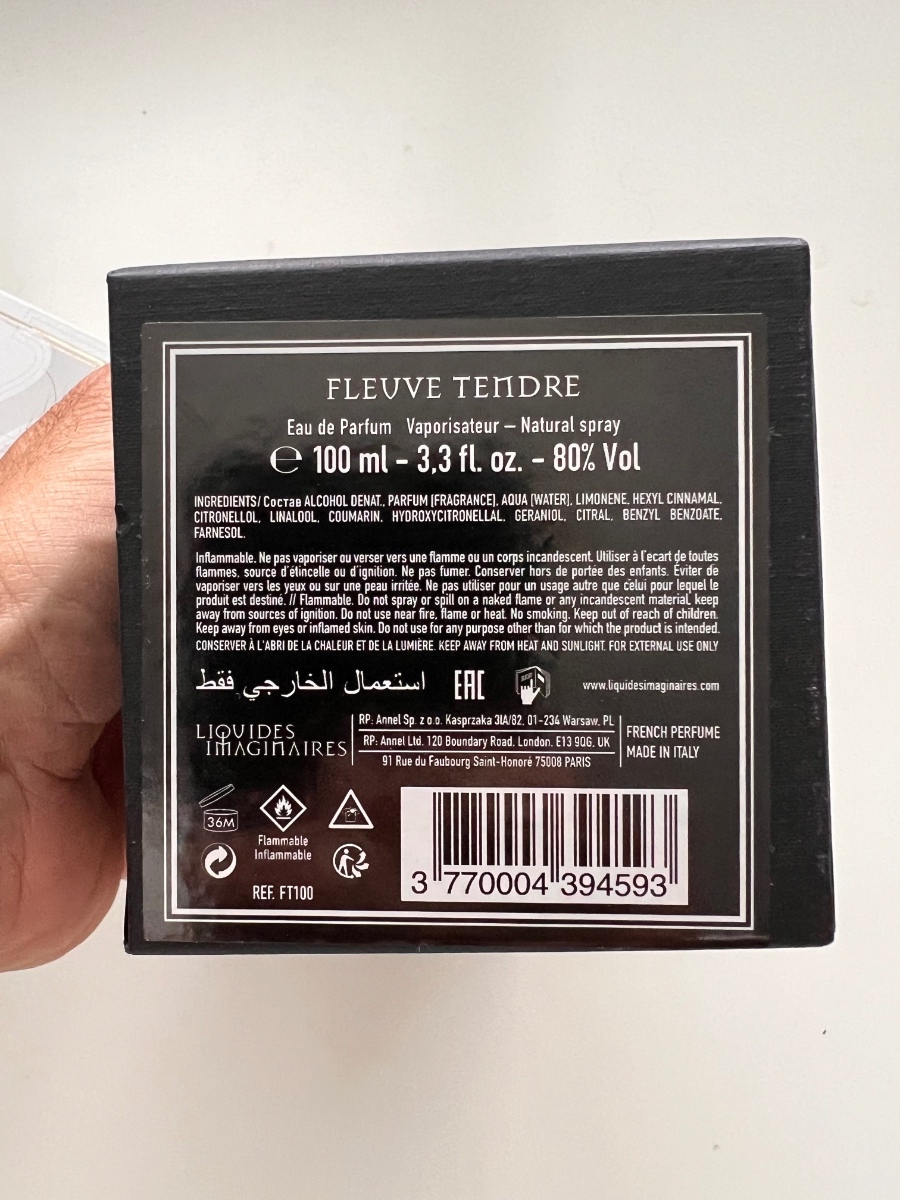 FLEUVE TENDRE
Eau de Parfum Vaporisateur – Natural spray
℮ 100 ml - 3,3 fl. oz. - 80% Vol
INGREDIENTS/ Состав ALCOHOL DENAT., PARFUM (FRAGRANCE), AQUA (WATER), LIMONENE, HEXYL CINNAMAL,
CITRONELLOL, LINALOOL, COUMARIN, HYDROXYCITRONELLAL, GERANIOL, CITRAL, BENZYL BENZOATE,
FARNESOL.
Inflammable. Ne pas vaporiser ou verser vers une flamme ou un corps incandescent. Utiliser à l'ecart de toutes
flammes, source d'étincelle ou d'ignition. Ne pas fumer. Conserver hors de portée des enfants. Éviter de
vaporiser vers les yeux ou sur une peau irritée. Ne pas utiliser pour un usage autre que celui pour lequel le
produit est destiné. // Flammable. Do not spray or spill on a naked flame or any incandescent material, keep
away from sources of ignition. Do not use near fire, flame or heat. No smoking. Keep out of reach of children.
Keep away from eyes or inflamed skin. Do not use for any purpose other than for which the product is intended.
CONSERVER À L'ABRI DE LA CHALEUR ET DE LA LUMIÈRE. KEEP AWAY FROM HEAT AND SUNLIGHT. FOR EXTERNAL USE ONLY
استعمال الخارجي فقط EAC www.liquidesimaginaires.com
LIQUIDES
IMAGINAIRES
RP: Annel Sp. z o.o. Kasprzaka 31A/82, 01-234 Warsaw, PL
RP: Annel Ltd. 120 Boundary Road, London, E13 9QG, UK
91 Rue du Faubourg Saint-Honoré 75008 PARIS
FRENCH PERFUME
MADE IN ITALY
36M
Flammable
Inflammable
REF. FT100
3 770004 394593